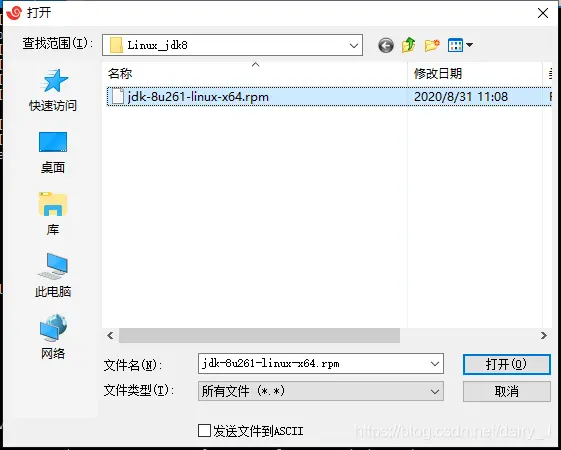 打开
查找范围(I):
Linux_jdk8
名称
修改日期
jdk-8u261-linux-x64.rpm
2020/8/31 11:08
快速访问
桌面
库
此电脑
网络
文件名(N):
jdk-8u261-linux-x64.rpm
打开(O)
文件类型(T):
所有文件 (*.*)
取消
发送文件到ASCII
https://blog.csdn.net/dairy_